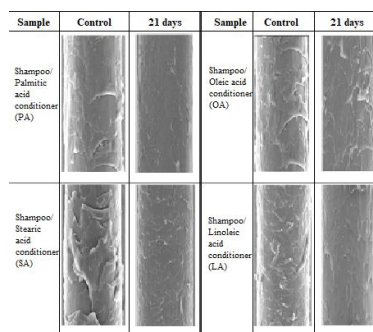 Sample Control 21 days Sample Control 21 days
Shampoo/
Palmitic
acid
conditioner
(PA)
Shampoo/
Oleic acid
conditioner
(OA)
Shampoo/
Stearic
acid
conditioner
(SA)
Shampoo/
Linoleic
acid
conditioner
(LA)